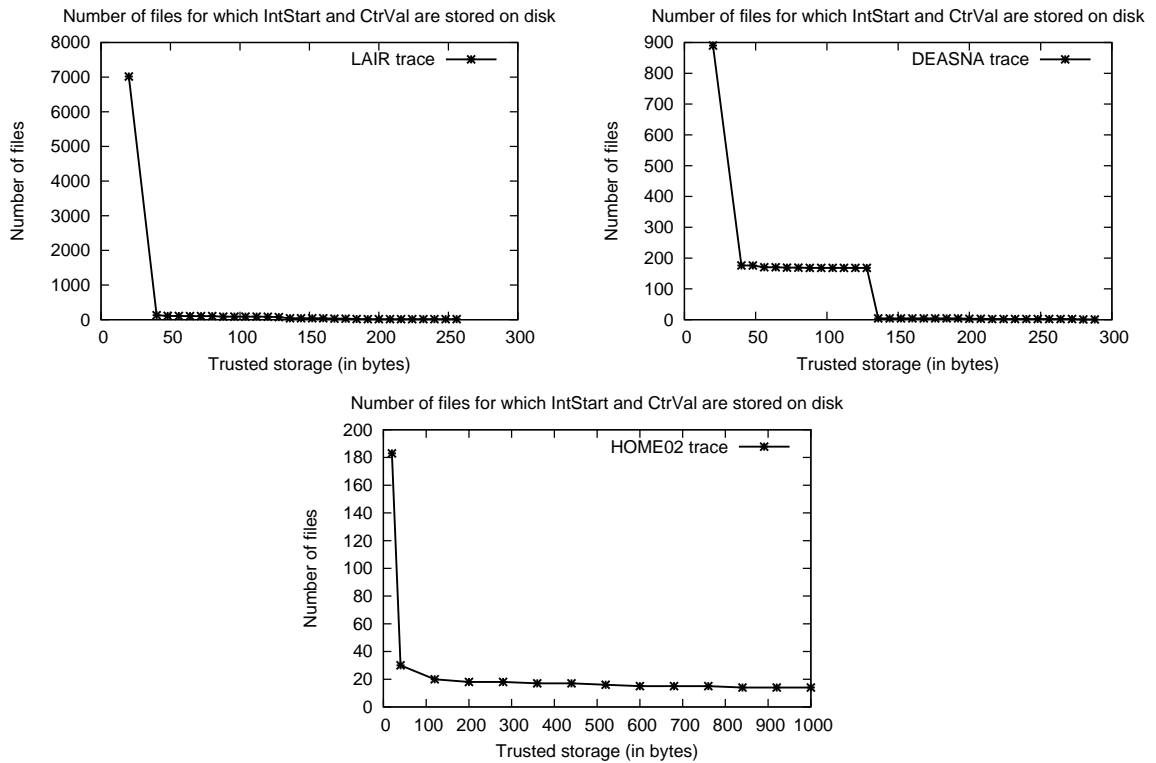 Number of files for which IntStart and CtrVal are stored on disk
8000
7000
6000
5000
4000
3000
2000
1000
0
0 50 100 150 200 250 300
Number of files
Trusted storage (in bytes)
LAIR trace
Number of files for which IntStart and CtrVal are stored on disk
900
800
700
600
500
400
300
200
100
0
0 50 100 150 200 250 300
Number of files
Trusted storage (in bytes)
DEASNA trace
Number of files for which IntStart and CtrVal are stored on disk
200
180
160
140
120
100
80
60
40
20
0
0 100 200 300 400 500 600 700 800 900 1000
Number of files
Trusted storage (in bytes)
HOME02 trace